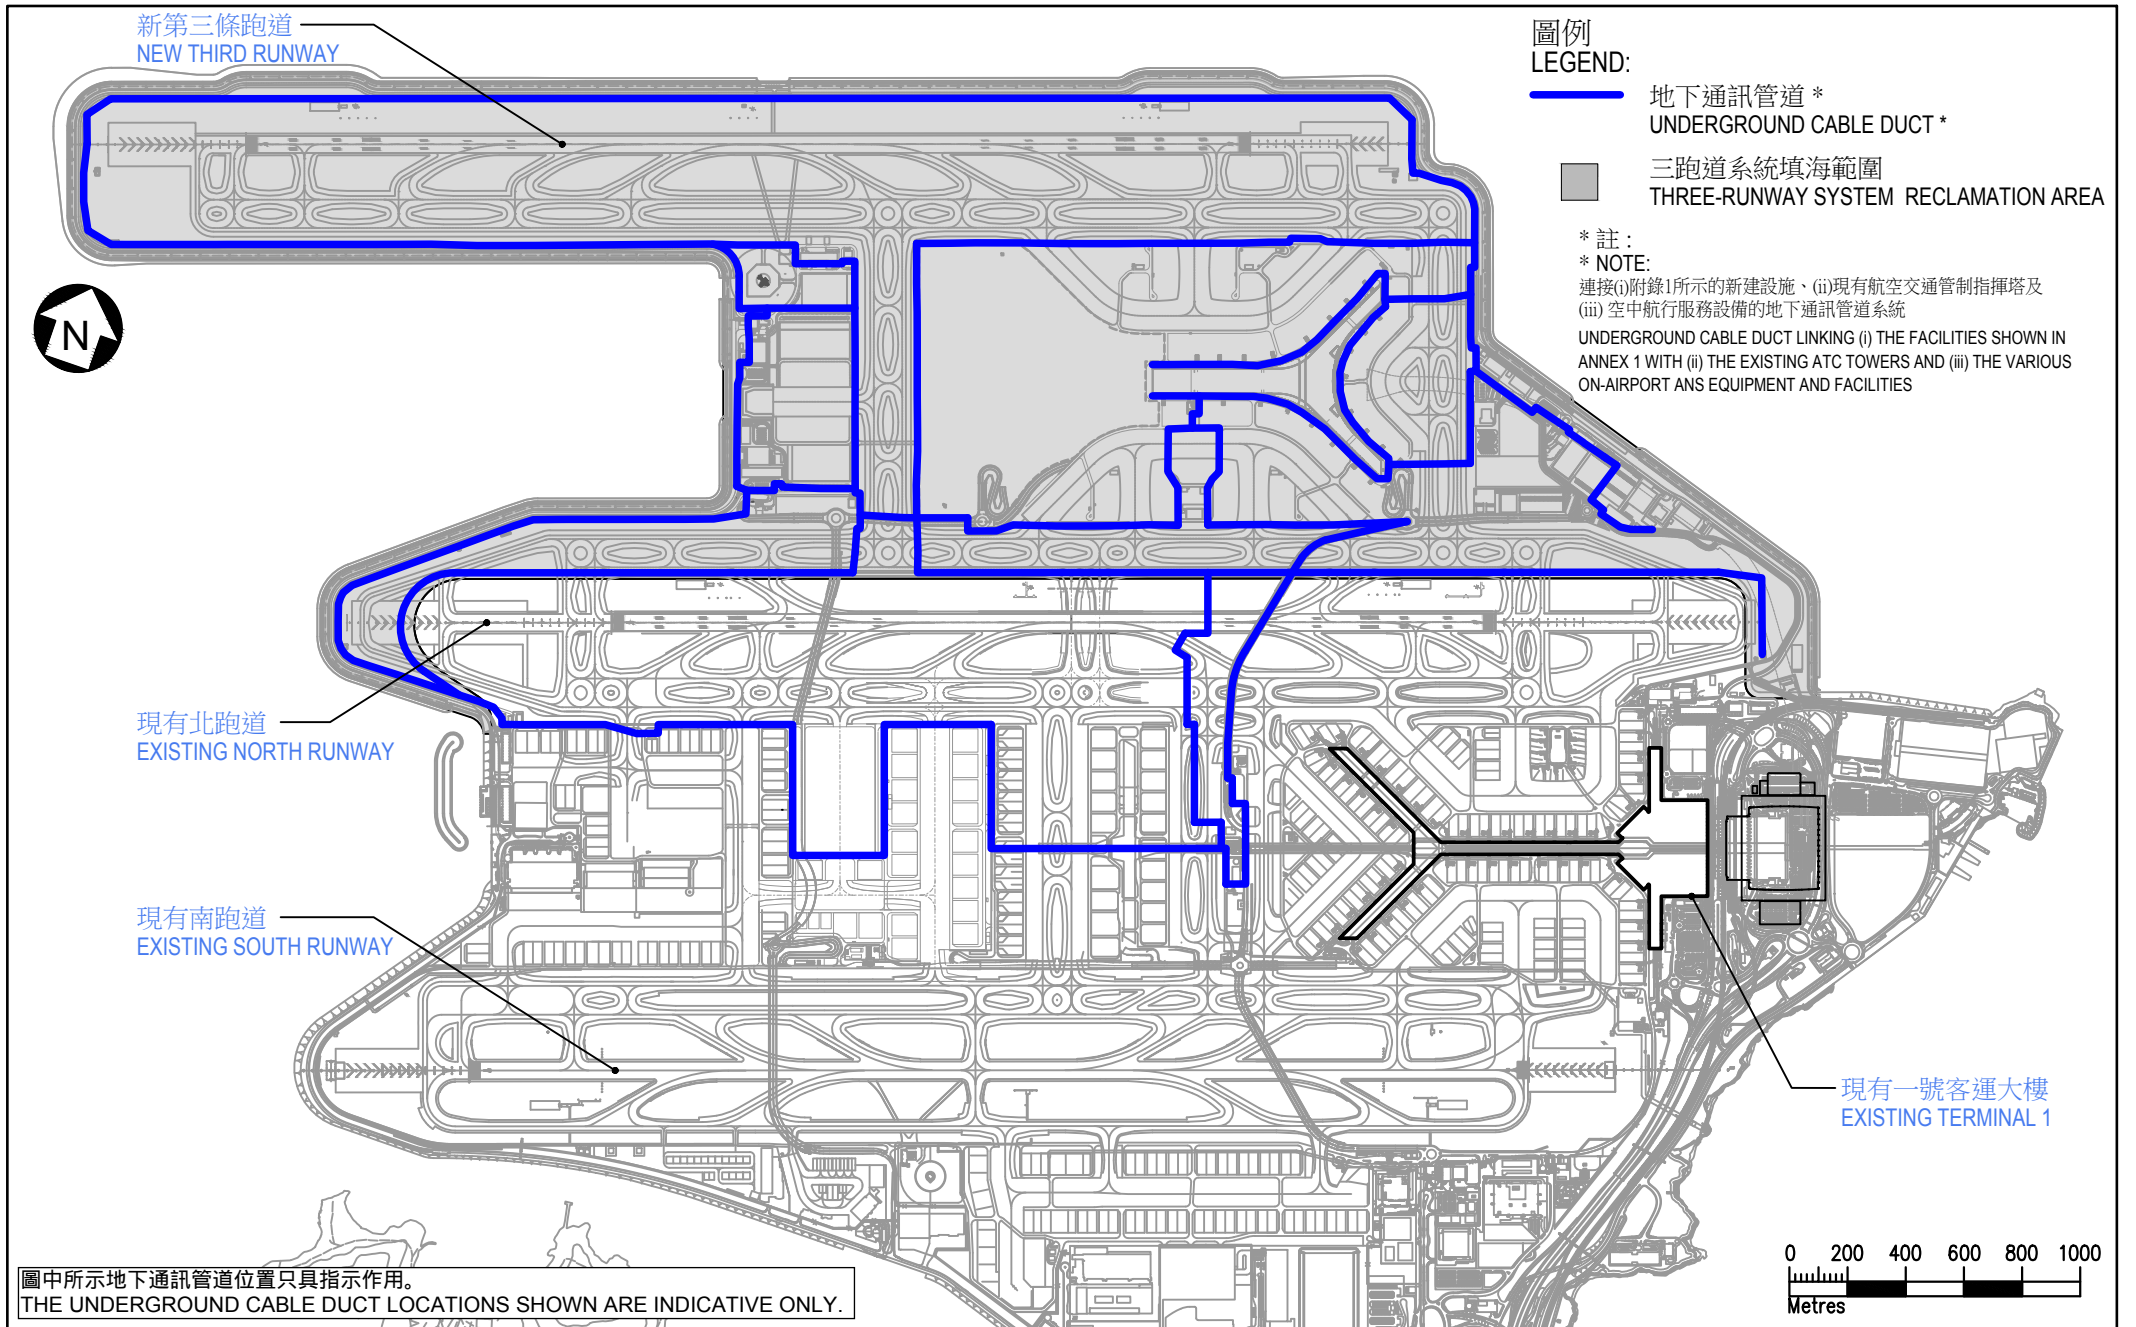 新第三條跑道
NEW THIRD RUNWAY
圖例
LEGEND:
地下通訊管道 *
UNDERGROUND CABLE DUCT *
三跑道系統填海範圍
THREE-RUNWAY SYSTEM RECLAMATION AREA
* 註 :
* NOTE:
連接(i)附錄1所示的新建設施、(ii)現有航空交通管制指揮塔及
(iii) 空中航行服務設備的地下通訊管道系統
UNDERGROUND CABLE DUCT LINKING (i) THE FACILITIES SHOWN IN
ANNEX 1 WITH (ii) THE EXISTING ATC TOWERS AND (iii) THE VARIOUS
ON-AIRPORT ANS EQUIPMENT AND FACILITIES
N
現有北跑道
EXISTING NORTH RUNWAY
現有南跑道
EXISTING SOUTH RUNWAY
現有一號客運大樓
EXISTING TERMINAL 1
0 200 400 600 800 1000
Metres
圖中所示地下通訊管道位置只具指示作用。
THE UNDERGROUND CABLE DUCT LOCATIONS SHOWN ARE INDICATIVE ONLY.